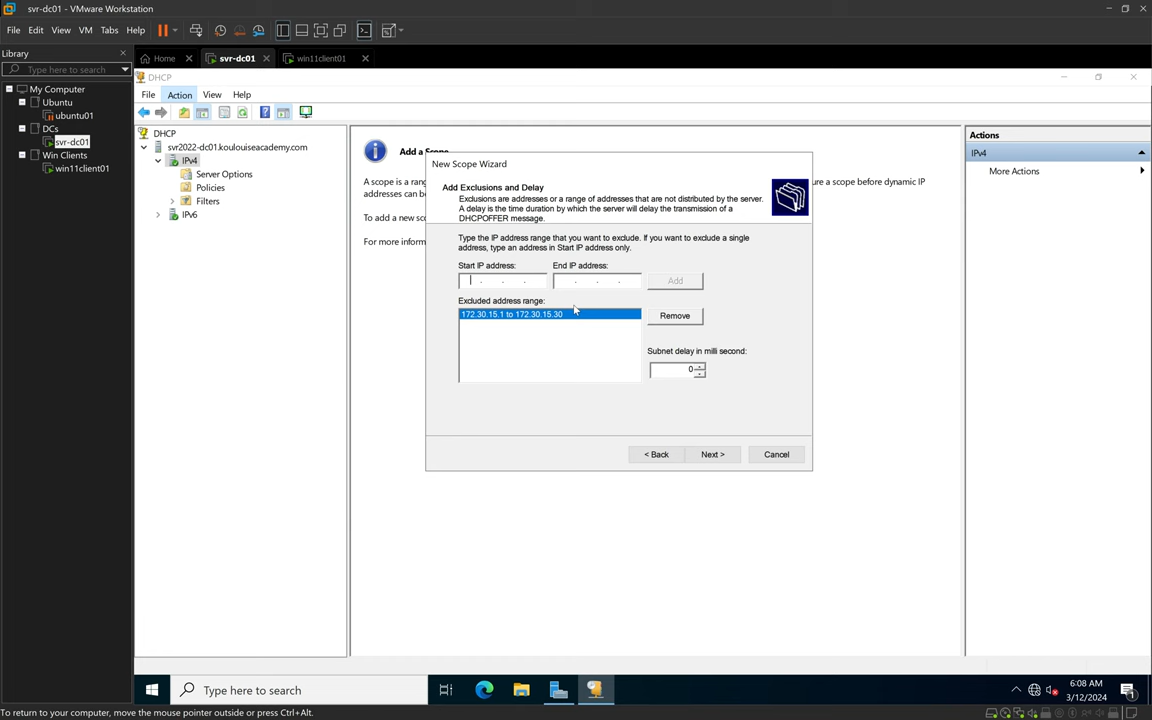 svr-dc01 - VMware Workstation
File Edit View VM Tabs Help
Library
Type here to search
My Computer
Ubuntu
ubuntu01
DCs
svr-dc01
Win Clients
win11client01
Home
svr-dc01
win11client01
DHCP
File Action View Help
DHCP
svr2022-dc01.koulouiseacademy.com
IPv4
Server Options
Policies
Filters
IPv6
Add a Scope
A scope is a rang
addresses can b
ure a scope before dynamic IP
To add a new sco
For more inform
New Scope Wizard
Add Exclusions and Delay
Exclusions are addresses or a range of addresses that are not distributed by the server.
A delay is the time duration by which the server will delay the transmission of a
DHCPOFFER message.
Type the IP address range that you want to exclude. If you want to exclude a single
address, type an address in Start IP address only.
Start IP address: End IP address:
Add
Excluded address range:
172.30.15.1 to 172.30.15.30
Remove
Subnet delay in milli second:
0
< Back Next > Cancel
Actions
IPv4
More Actions
Type here to search
6:08 AM
3/12/2024
1
To return to your computer, move the mouse pointer outside or press Ctrl+Alt.